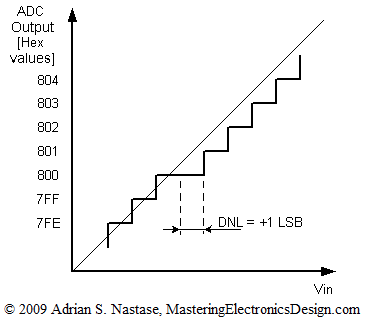 ADC
Output
[Hex
values]
804
803
802
801
800
7FF
7FE
DNL = +1 LSB
Vin
© 2009 Adrian S. Nastase, MasteringElectronicsDesign.com